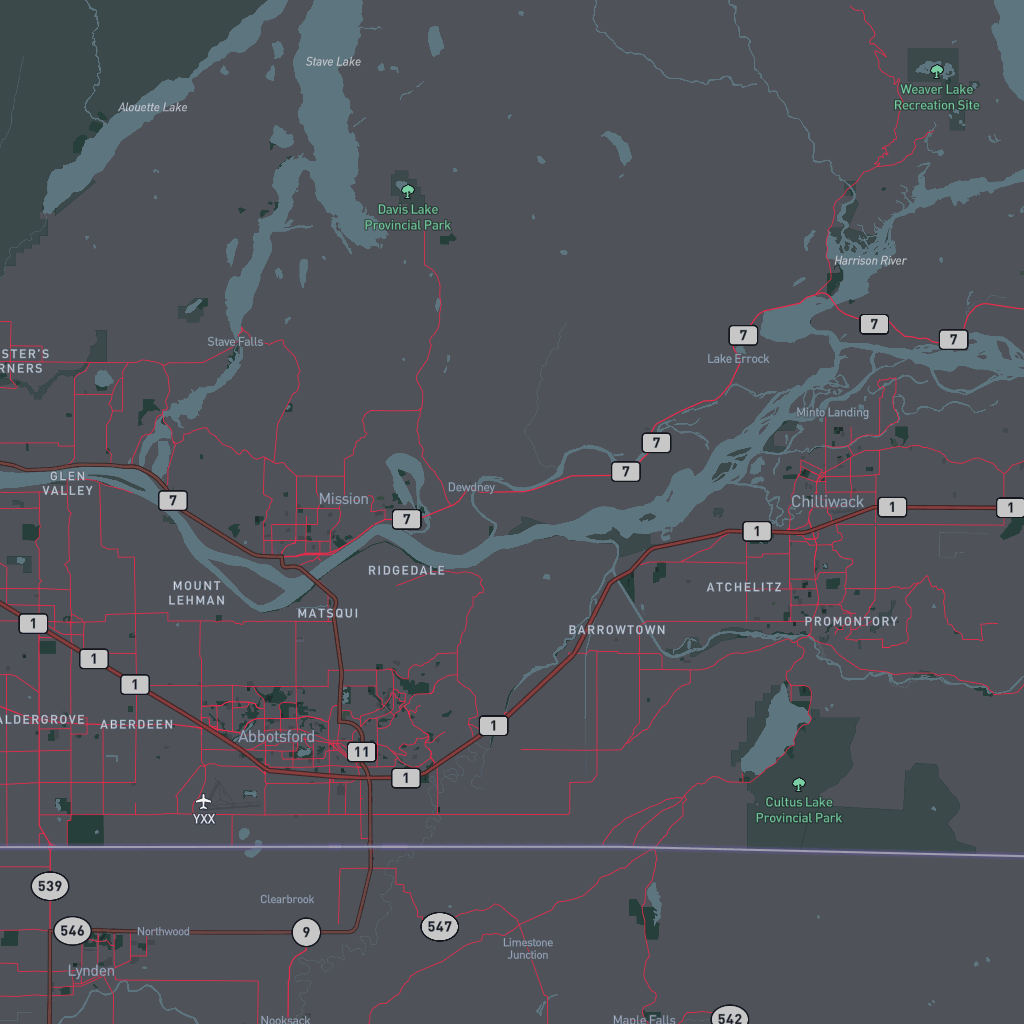 Stave Lake
Alouette Lake
Weaver Lake
Recreation Site
Davis Lake
Provincial Park
Harrison River
7
7
7
Stave Falls
STER'S
RNERS
Lake Errock
Minto Landing
7
7
GLEN
VALLEY
7
Mission
Dewdney
7
Chilliwack
1
1
1
RIDGEDALE
MOUNT
LEHMAN
ATCHELITZ
MATSQUI
1
BARROWTOWN
PROMONTORY
1
1
ALDERGROVE
ABERDEEN
Abbotsford
1
11
1
YXX
Cultus Lake
Provincial Park
539
Clearbrook
546
Northwood
9
547
Limestone
Junction
Lynden
Nooksack
Maple Falls
542